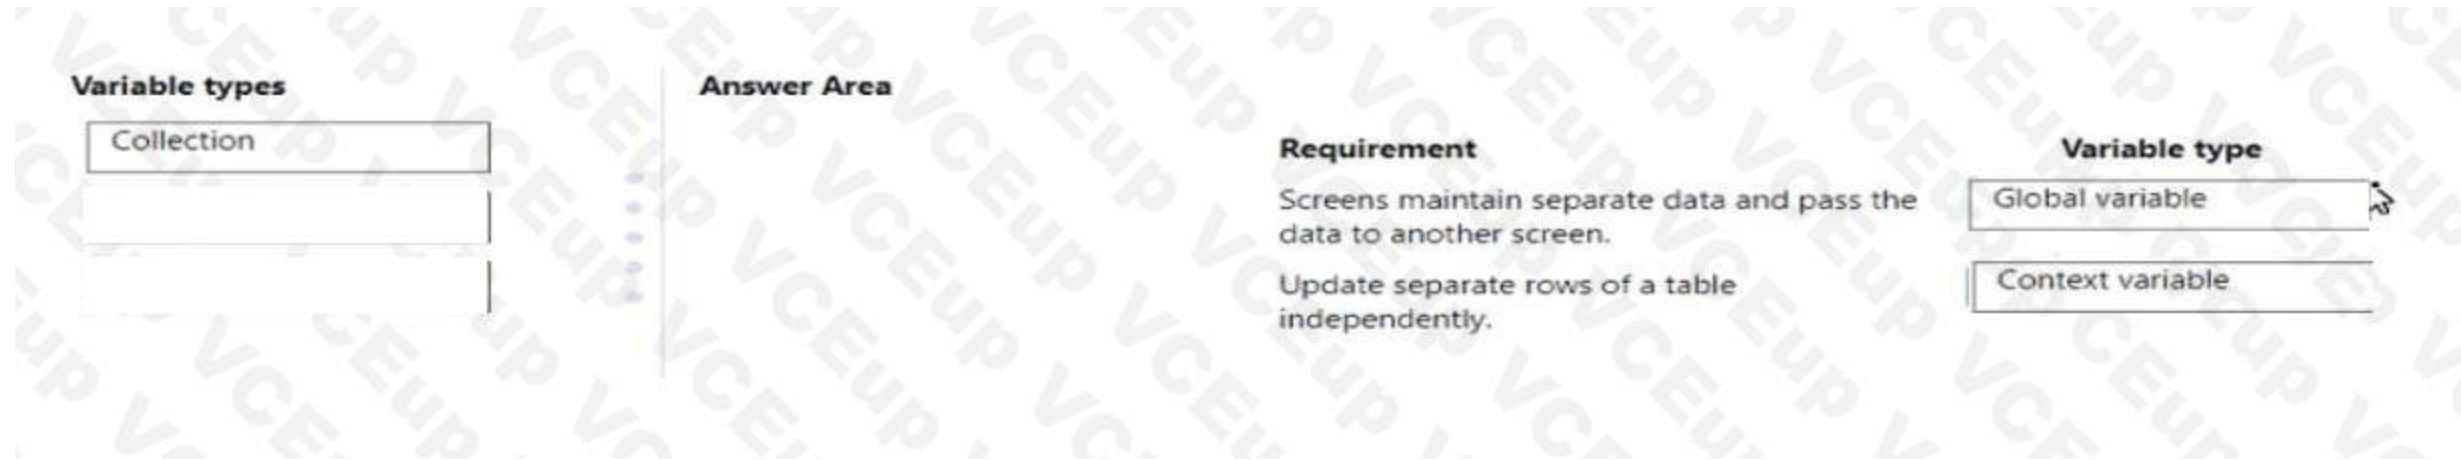 Variable types
Collection
Answer Area
Requirement
Variable type
Screens maintain separate data and pass the
data to another screen.
Global variable
Update separate rows of a table
independently.
Context variable
VCEup